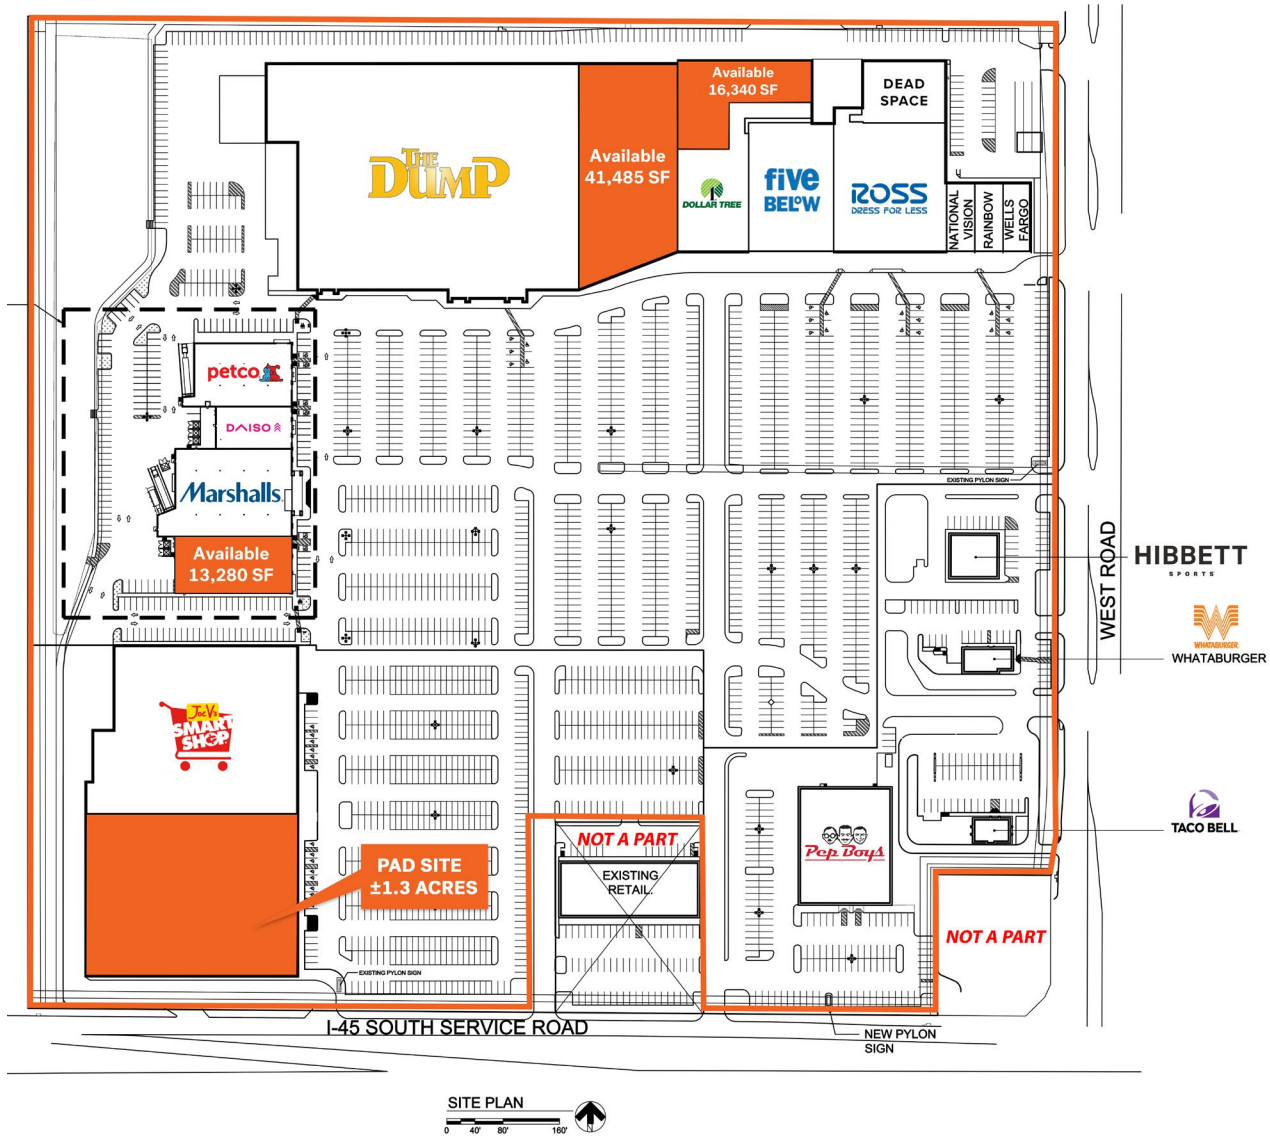 Available
16,340 SF
DEAD
SPACE
THE
DUMP
Available
41,485 SF
DOLLAR TREE
five
BELOW
ROSS
DRESS FOR LESS
NATIONAL
VISION
RAINBOW
WELLS
FARGO
petco
DAISO
Marshalls
Available
13,280 SF
EXISTING PYLON SIGN
WEST ROAD
HIBBETT
SPORTS
WHATABURGER
WHATABURGER
Joe V's
SMART
SHOP
TACO BELL
NOT A PART
EXISTING
RETAIL.
Pep Boys
PAD SITE
±1.3 ACRES
NOT A PART
EXISTING PYLON SIGN
I-45 SOUTH SERVICE ROAD
NEW PYLON
SIGN
SITE PLAN
0 40' 80' 160'